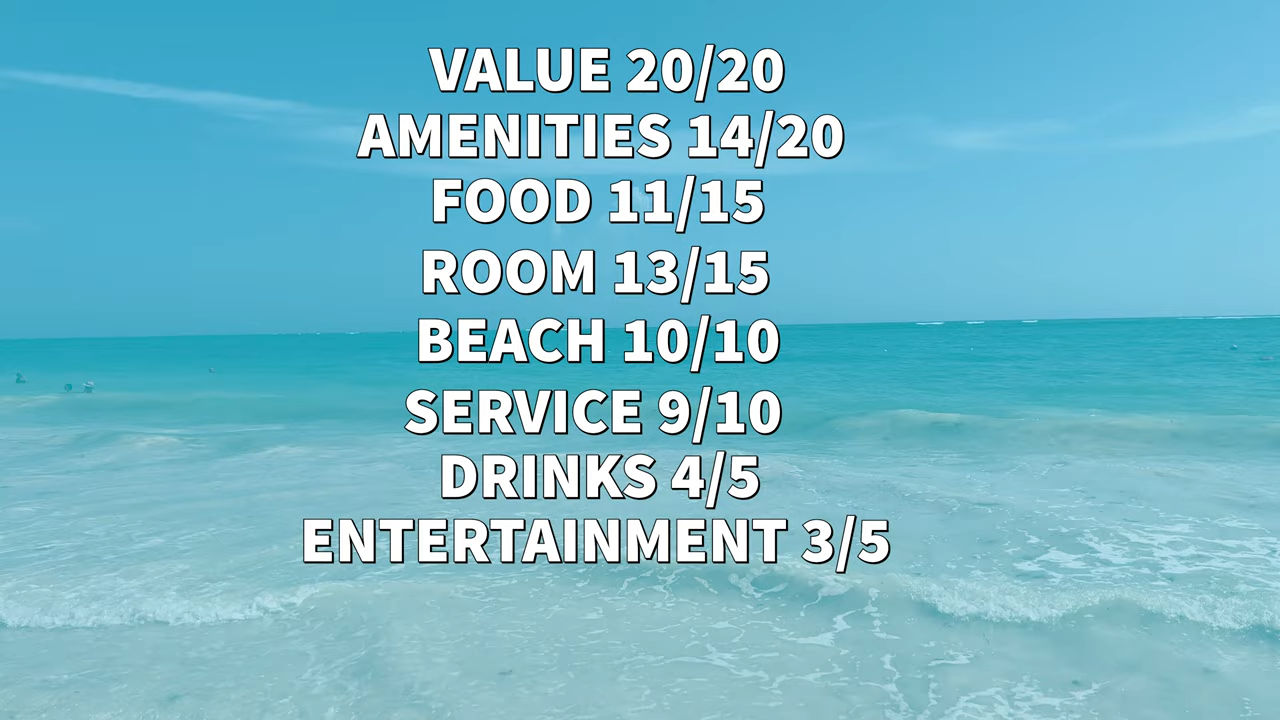 VALUE 20/20
AMENITIES 14/20
FOOD 11/15
ROOM 13/15
BEACH 10/10
SERVICE 9/10
DRINKS 4/5
ENTERTAINMENT 3/5